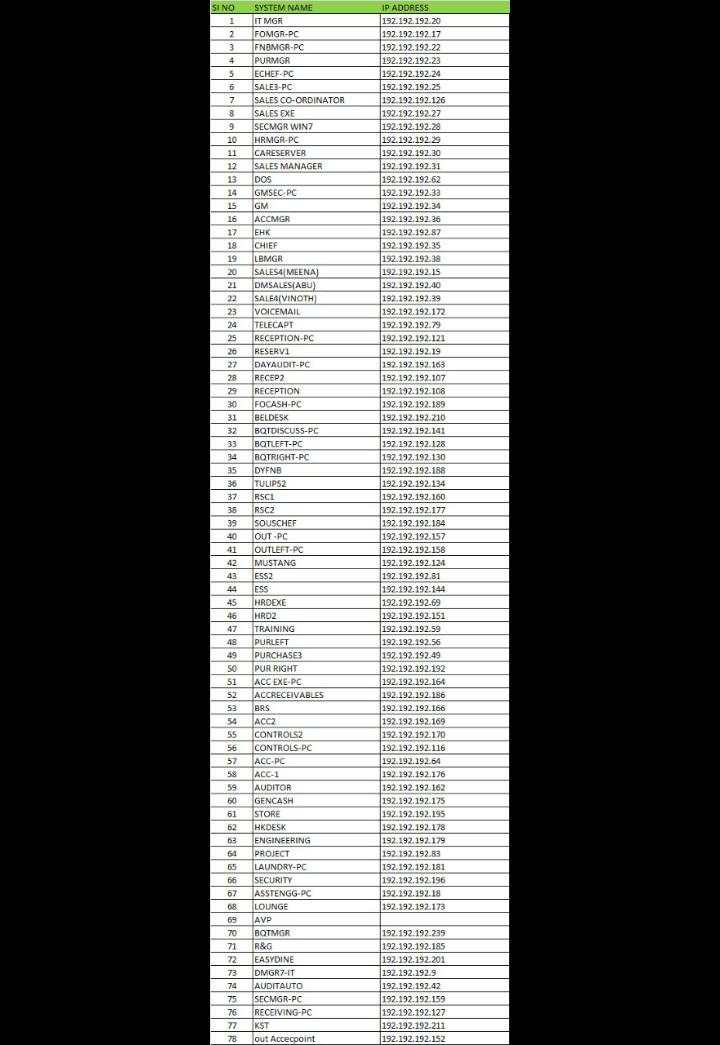 SI NO SYSTEM NAME IP ADDRESS
1 IT MGR 192.192.192.20
2 FOMGR-PC 192.192.192.17
3 FNBMGR-PC 192.192.192.22
4 PURMGR 192.192.192.23
5 ECHEF-PC 192.192.192.24
6 SALE3-PC 192.192.192.25
7 SALES CO-ORDINATOR 192.192.192.126
8 SALES EXE 192.192.192.27
9 SECMGR WIN7 192.192.192.28
10 HRMGR-PC 192.192.192.29
11 CARESERVER 192.192.192.30
12 SALES MANAGER 192.192.192.31
13 DOS 192.192.192.62
14 GMSEC-PC 192.192.192.33
15 GM 192.192.192.34
16 ACCMGR 192.192.192.36
17 EHK 192.192.192.87
18 CHIEF 192.192.192.35
19 LBMGR 192.192.192.38
20 SALES4(MEENA) 192.192.192.15
21 DMSALES(ABU) 192.192.192.40
22 SALE4(VINOTH) 192.192.192.39
23 VOICEMAIL 192.192.192.172
24 TELECAPT 192.192.192.79
25 RECEPTION-PC 192.192.192.121
26 RESERV1 192.192.192.19
27 DAYAUDIT-PC 192.192.192.163
28 RECEP2 192.192.192.107
29 RECEPTION 192.192.192.108
30 FOCASH-PC 192.192.192.189
31 BELDESK 192.192.192.210
32 BQTDISCUSS-PC 192.192.192.141
33 BQTLEFT-PC 192.192.192.128
34 BQTRIGHT-PC 192.192.192.130
35 DYFNB 192.192.192.188
36 TULIPS2 192.192.192.134
37 RSC1 192.192.192.160
38 RSC2 192.192.192.177
39 SOUSCHEF 192.192.192.184
40 OUT -PC 192.192.192.157
41 OUTLEFT-PC 192.192.192.158
42 MUSTANG 192.192.192.124
43 ESS2 192.192.192.81
44 ESS 192.192.192.144
45 HRDEXE 192.192.192.69
46 HRD2 192.192.192.151
47 TRAINING 192.192.192.59
48 PURLEFT 192.192.192.56
49 PURCHASE3 192.192.192.49
50 PUR RIGHT 192.192.192.192
51 ACC EXE-PC 192.192.192.164
52 ACCRECEIVABLES 192.192.192.186
53 BRS 192.192.192.166
54 ACC2 192.192.192.169
55 CONTROLS2 192.192.192.170
56 CONTROLS-PC 192.192.192.116
57 ACC-PC 192.192.192.64
58 ACC-1 192.192.192.176
59 AUDITOR 192.192.192.162
60 GENCASH 192.192.192.175
61 STORE 192.192.192.195
62 HKDESK 192.192.192.178
63 ENGINEERING 192.192.192.179
64 PROJECT 192.192.192.83
65 LAUNDRY-PC 192.192.192.181
66 SECURITY 192.192.192.196
67 ASSTENGG-PC 192.192.192.18
68 LOUNGE 192.192.192.173
69 AVP
70 BQTMGR 192.192.192.239
71 R&G 192.192.192.185
72 EASYDINE 192.192.192.201
73 DMGR7-IT 192.192.192.9
74 AUDITAUTO 192.192.192.42
75 SECMGR-PC 192.192.192.159
76 RECEIVING-PC 192.192.192.127
77 KST 192.192.192.211
78 out Accecpoint 192.192.192.152